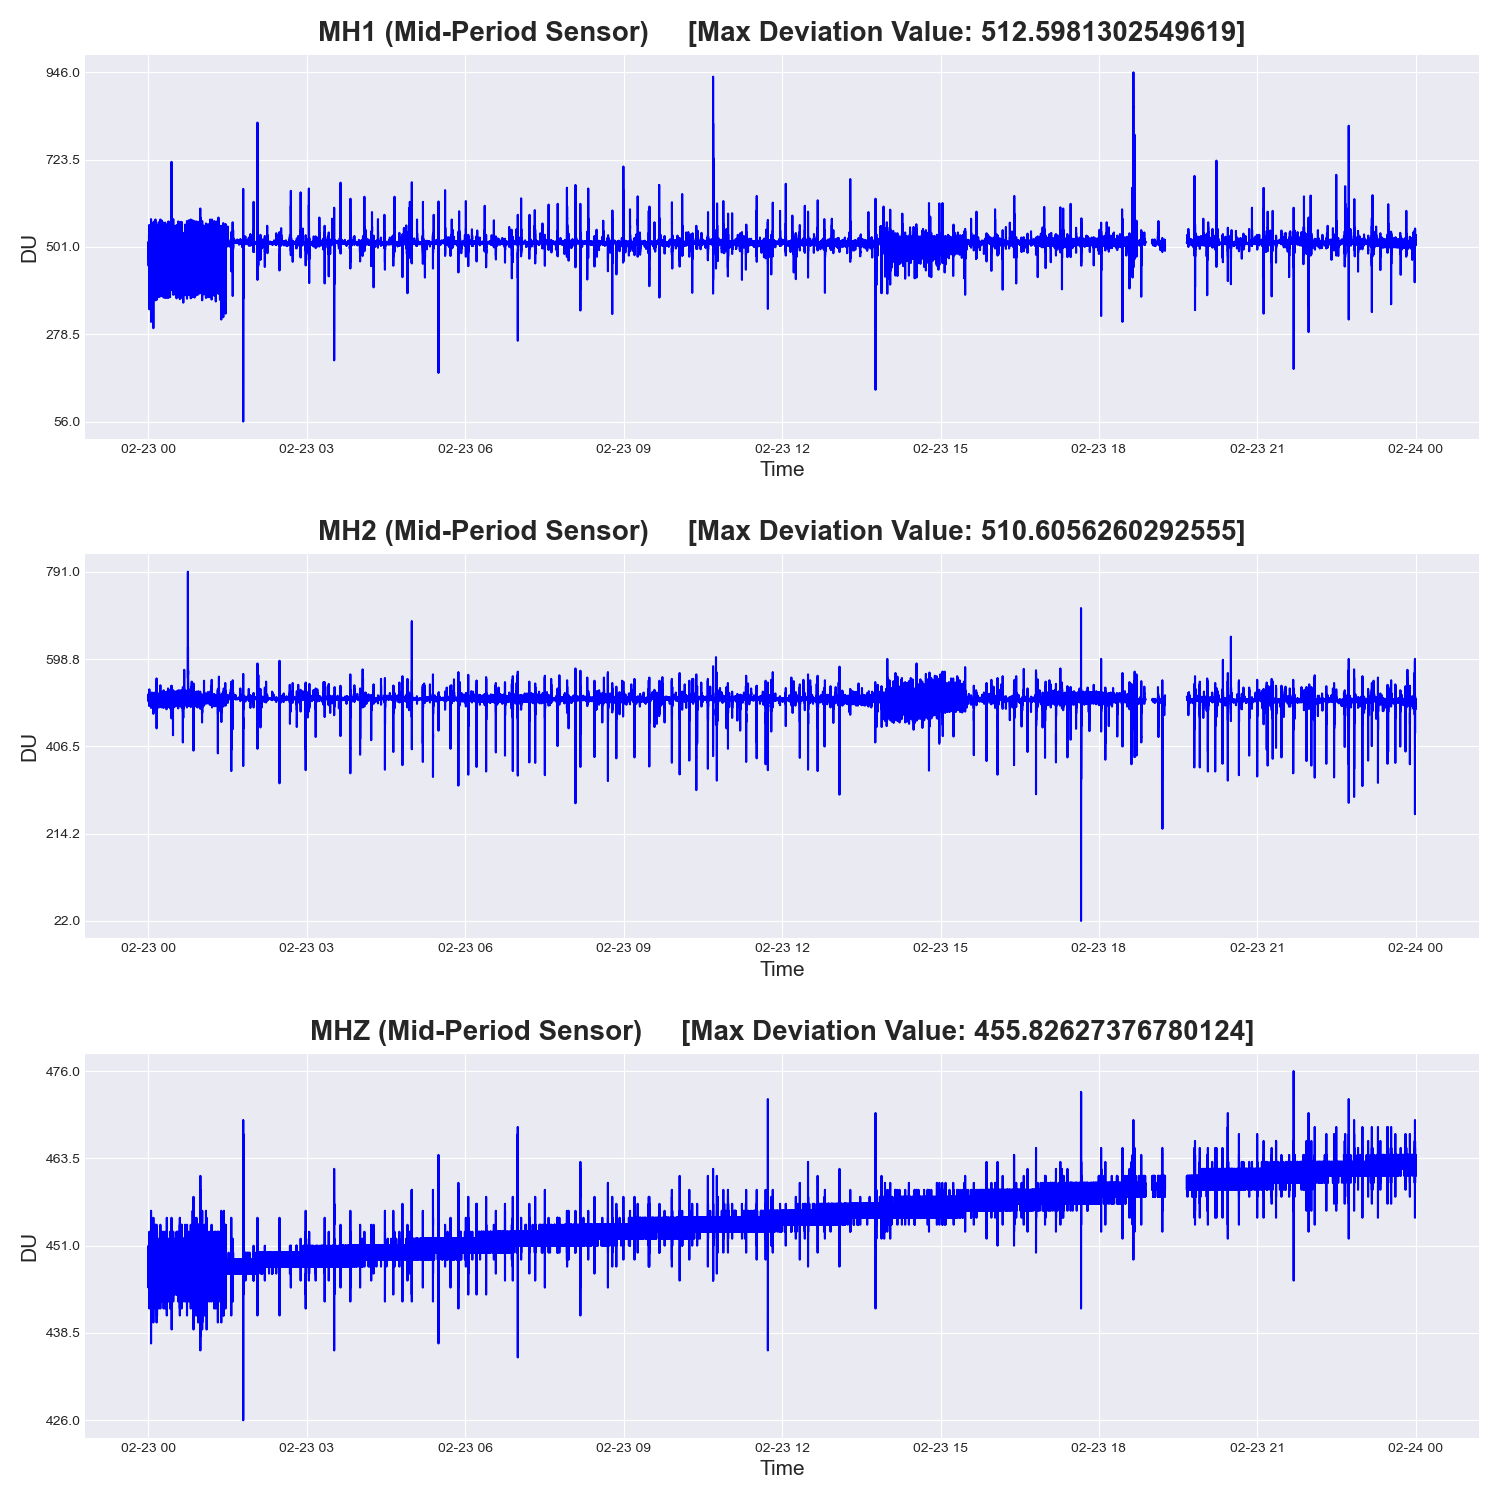 MH1 (Mid-Period Sensor) [Max Deviation Value: 512.5981302549619]
946.0
723.5
501.0
278.5
56.0
DU
02-23 00 02-23 03 02-23 06 02-23 09 02-23 12 02-23 15 02-23 18 02-23 21 02-24 00
Time
MH2 (Mid-Period Sensor) [Max Deviation Value: 510.6056260292555]
791.0
598.8
406.5
214.2
22.0
DU
02-23 00 02-23 03 02-23 06 02-23 09 02-23 12 02-23 15 02-23 18 02-23 21 02-24 00
Time
MHZ (Mid-Period Sensor) [Max Deviation Value: 455.82627376780124]
476.0
463.5
451.0
438.5
426.0
DU
02-23 00 02-23 03 02-23 06 02-23 09 02-23 12 02-23 15 02-23 18 02-23 21 02-24 00
Time